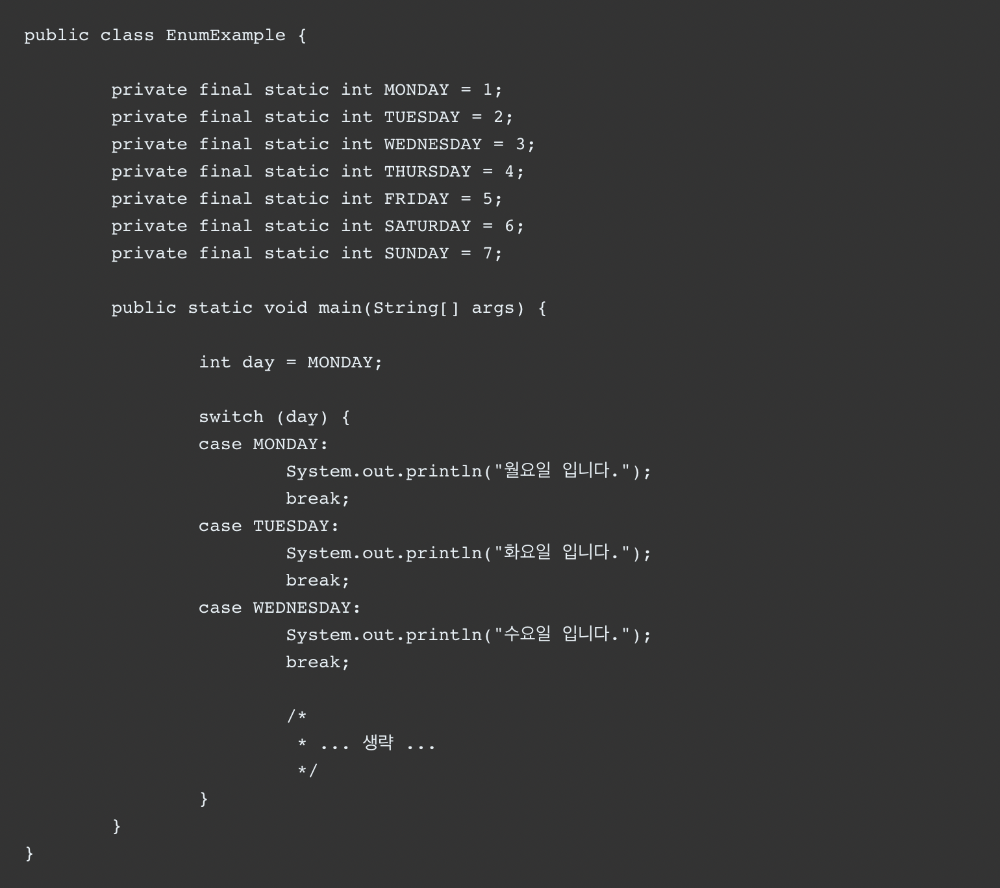 public class EnumExample {
private final static int MONDAY = 1;
private final static int TUESDAY = 2;
private final static int WEDNESDAY = 3;
private final static int THURSDAY = 4;
private final static int FRIDAY = 5;
private final static int SATURDAY = 6;
private final static int SUNDAY = 7;
public static void main(String[] args) {
int day = MONDAY;
switch (day) {
case MONDAY:
System.out.println("월요일 입니다.");
break;
case TUESDAY:
System.out.println("화요일 입니다.");
break;
case WEDNESDAY:
System.out.println("수요일 입니다.");
break;
/*
* ... 생략 ...
*/
}
}
}